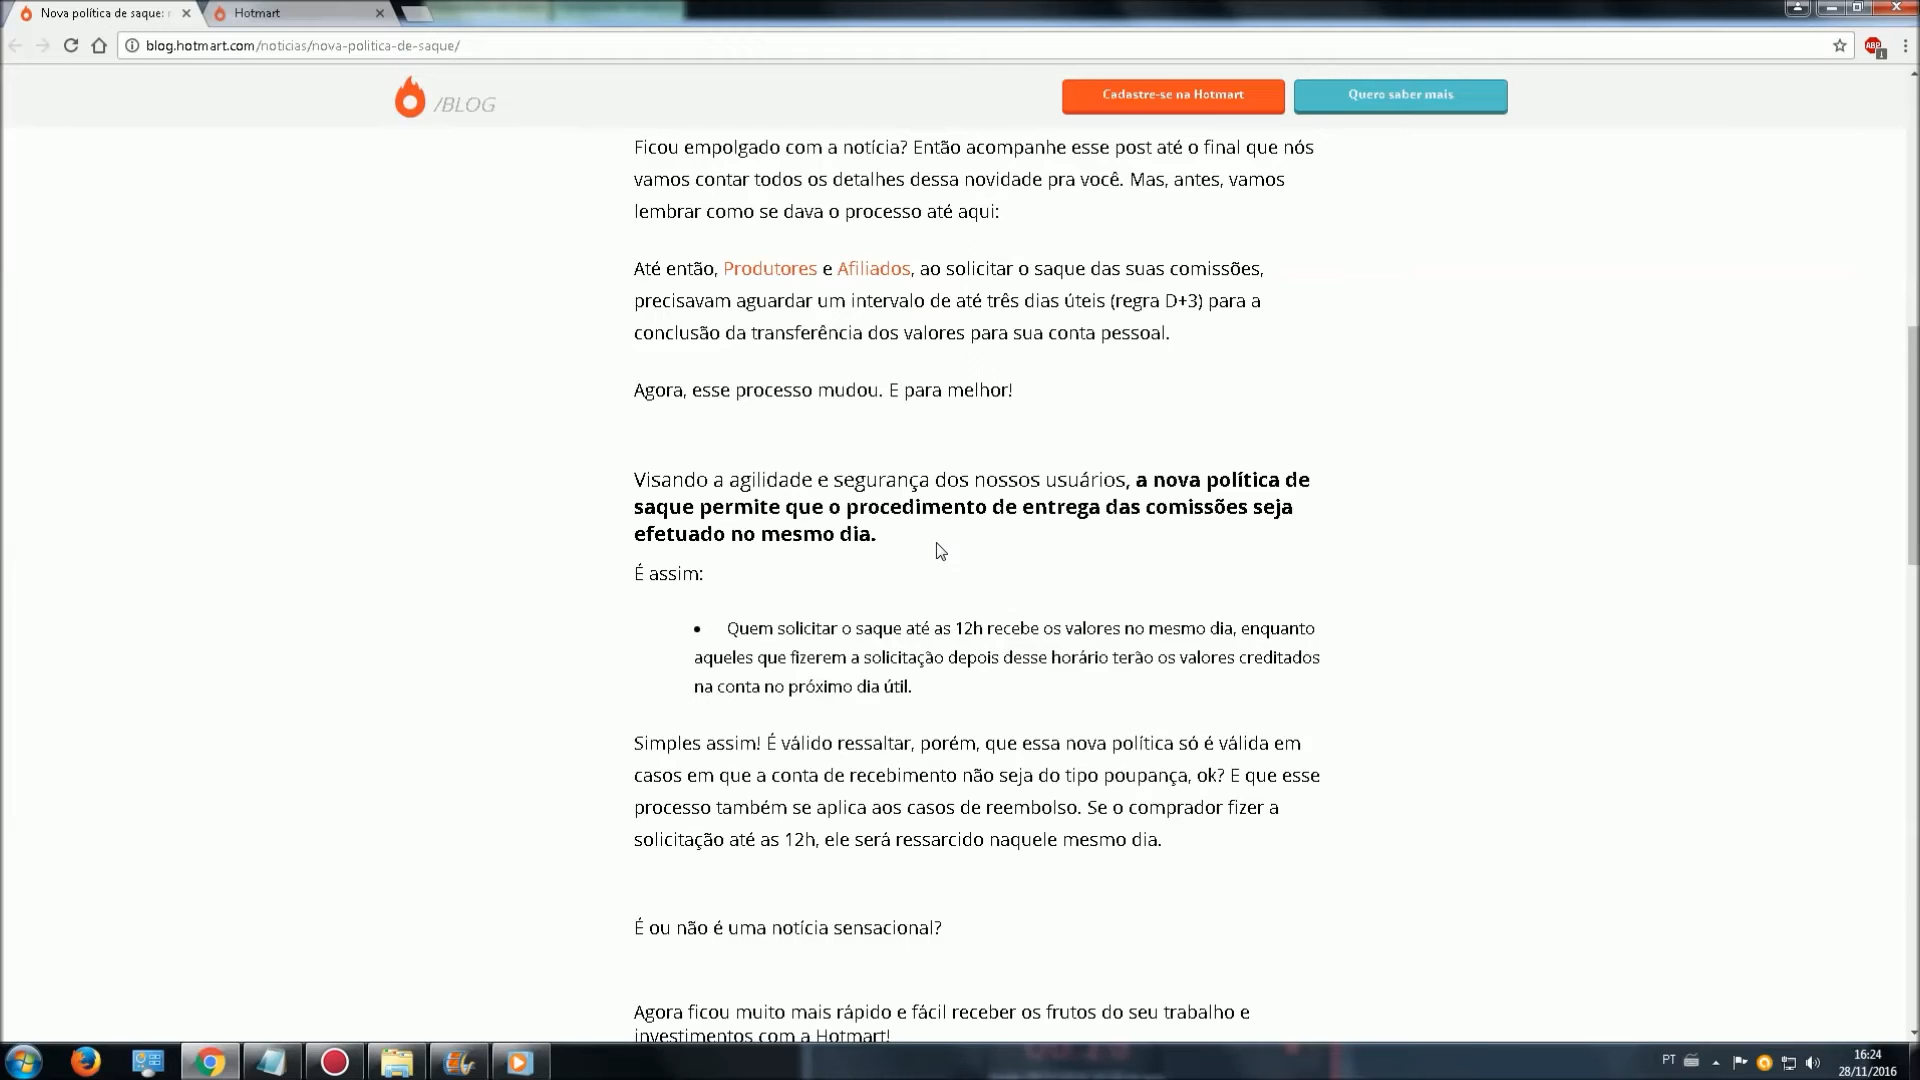 Nova política de saque:
Hotmart
blog.hotmart.com/noticias/nova-politica-de-saque/
ABP
1
/BLOG
Cadastre-se na Hotmart
Quero saber mais
Ficou empolgado com a notícia? Então acompanhe esse post até o final que nós
vamos contar todos os detalhes dessa novidade pra você. Mas, antes, vamos
lembrar como se dava o processo até aqui:
Até então, Produtores e Afiliados, ao solicitar o saque das suas comissões,
precisavam aguardar um intervalo de até três dias úteis (regra D+3) para a
conclusão da transferência dos valores para sua conta pessoal.
Agora, esse processo mudou. E para melhor!
Visando a agilidade e segurança dos nossos usuários, a nova política de
saque permite que o procedimento de entrega das comissões seja
efetuado no mesmo dia.
É assim:
• Quem solicitar o saque até as 12h recebe os valores no mesmo dia, enquanto
aqueles que fizerem a solicitação depois desse horário terão os valores creditados
na conta no próximo dia útil.
Simples assim! É válido ressaltar, porém, que essa nova política só é válida em
casos em que a conta de recebimento não seja do tipo poupança, ok? E que esse
processo também se aplica aos casos de reembolso. Se o comprador fizer a
solicitação até as 12h, ele será ressarcido naquele mesmo dia.
É ou não é uma notícia sensacional?
Agora ficou muito mais rápido e fácil receber os frutos do seu trabalho e
investimentos com a Hotmart!
PT
16:24
28/11/2016